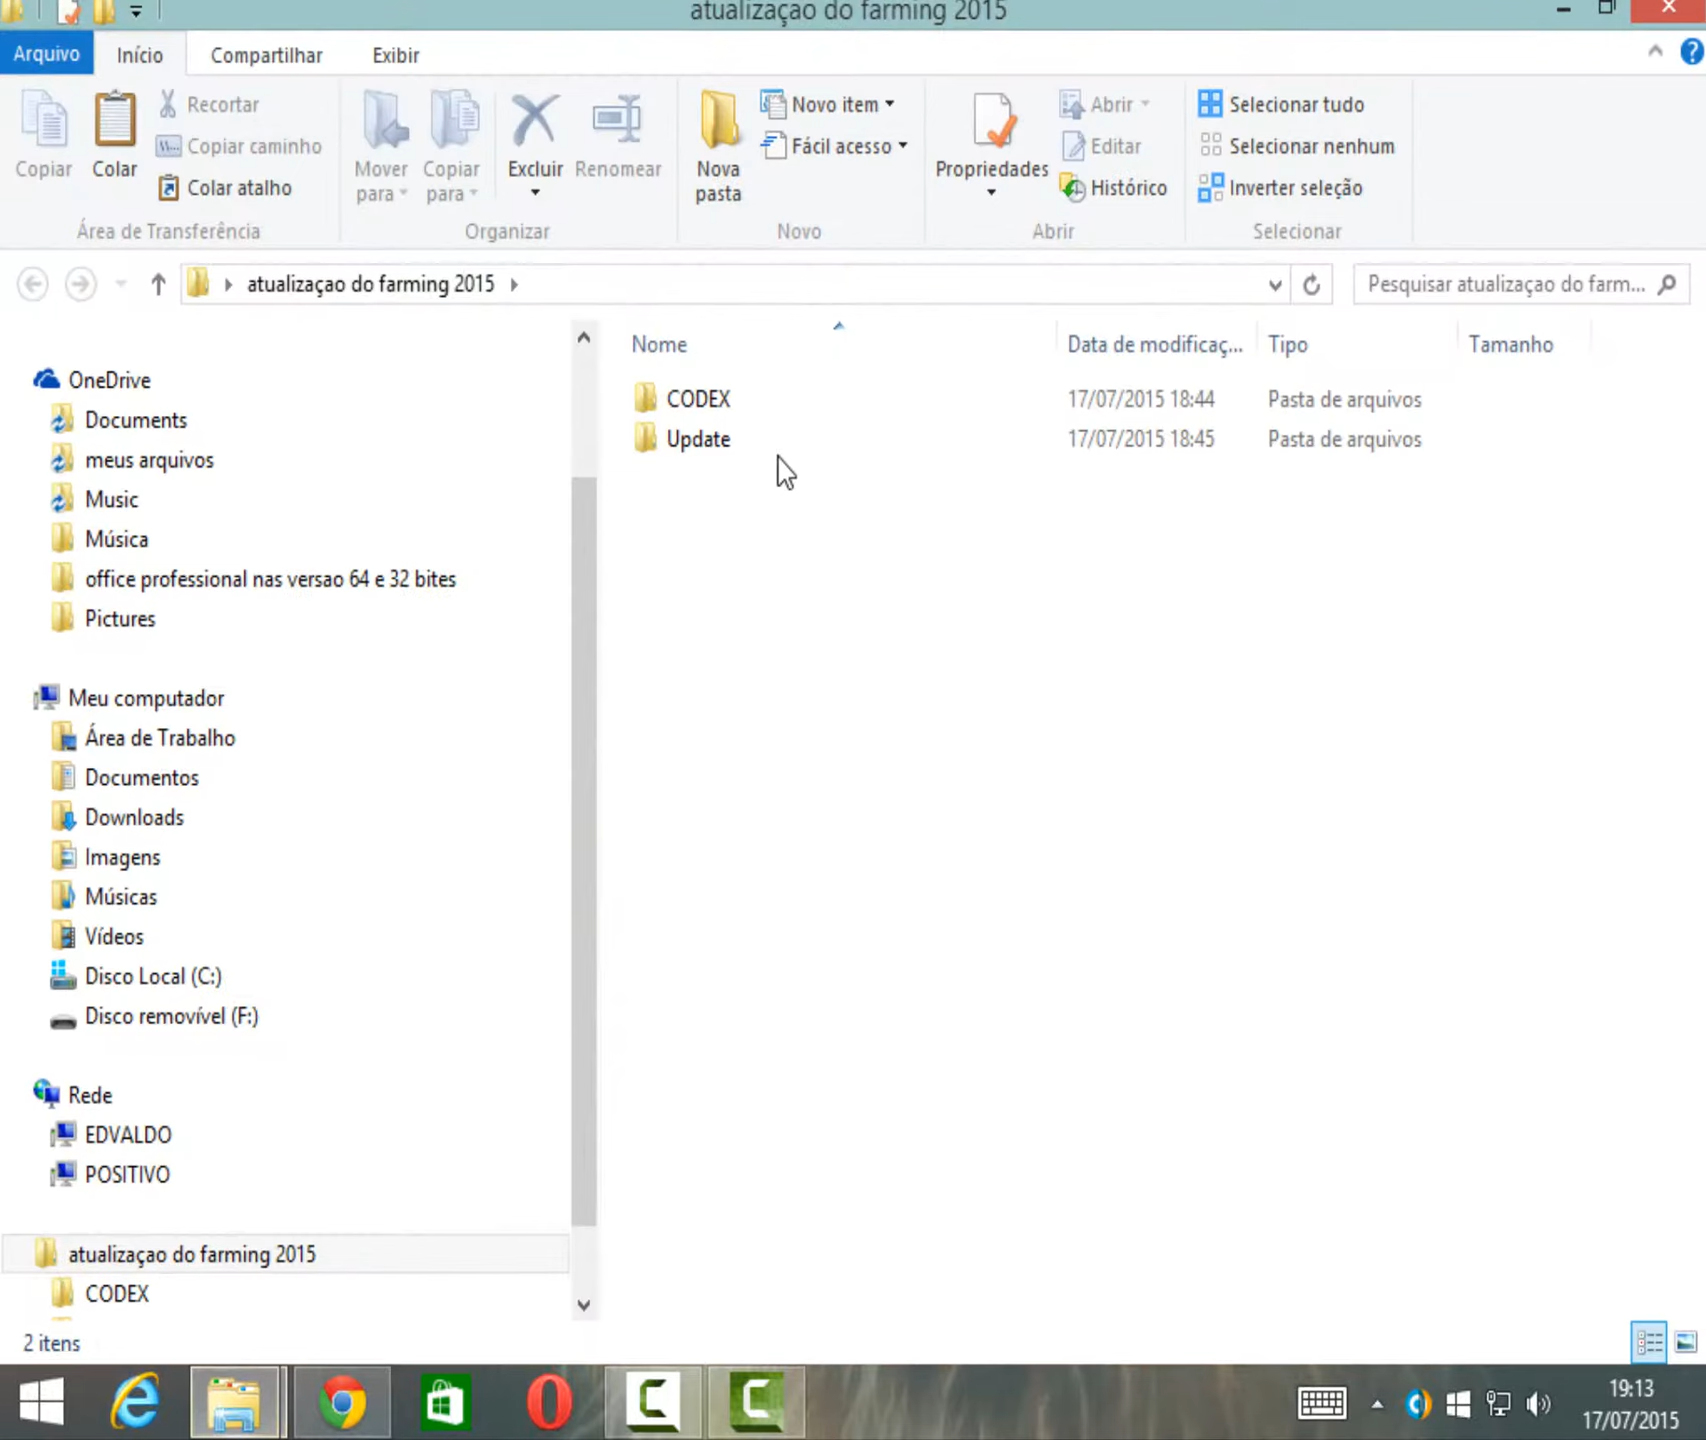 atualizaçao do farming 2015
Arquivo Início Compartilhar Exibir
Copiar
Colar
Recortar
Copiar caminho
Colar atalho
Área de Transferência
Mover para
Copiar para
Excluir
Renomear
Organizar
Nova pasta
Novo item
Fácil acesso
Novo
Propriedades
Abrir
Editar
Histórico
Abrir
Selecionar tudo
Selecionar nenhum
Inverter seleção
Selecionar
atualizaçao do farming 2015
Pesquisar atualizaçao do farm...
OneDrive
Documents
meus arquivos
Music
Música
office professional nas versao 64 e 32 bites
Pictures
Meu computador
Área de Trabalho
Documentos
Downloads
Imagens
Músicas
Vídeos
Disco Local (C:)
Disco removível (F:)
Rede
EDVALDO
POSITIVO
atualizaçao do farming 2015
CODEX
Nome Data de modificaç... Tipo Tamanho
CODEX 17/07/2015 18:44 Pasta de arquivos
Update 17/07/2015 18:45 Pasta de arquivos
2 itens
19:13
17/07/2015